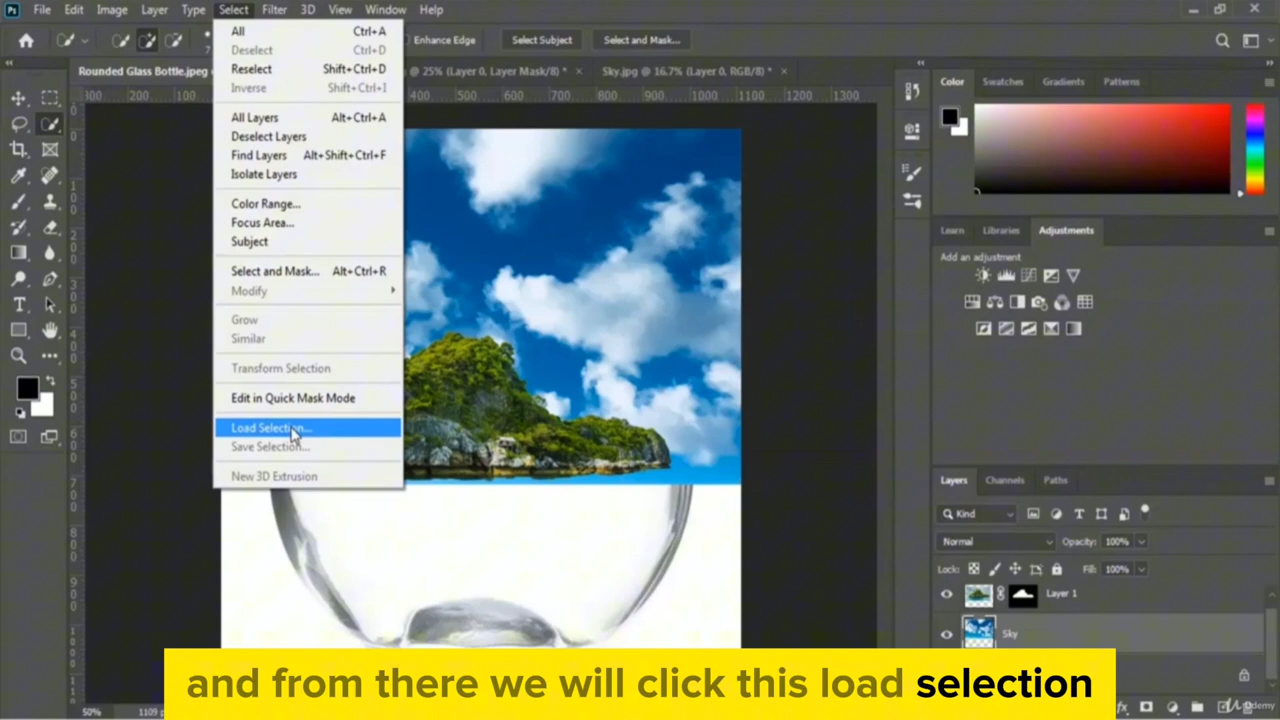 Ps File Edit Image Layer Type Select Filter 3D View Window Help
Enhance Edge Select Subject Select and Mask...
Rounded Glass Bottle.jpeg @ 25% (Layer 0, Layer Mask/8) * × Sky.jpg @ 16.7% (Layer 0, RGB/8) * ×
300 200 100 400 500 600 700 800 900 1000 1100 1200 1300
All Ctrl+A
Deselect Ctrl+D
Reselect Shift+Ctrl+D
Inverse Shift+Ctrl+I
All Layers Alt+Ctrl+A
Deselect Layers
Find Layers Alt+Shift+Ctrl+F
Isolate Layers
Color Range...
Focus Area...
Subject
Select and Mask... Alt+Ctrl+R
Modify
Grow
Similar
Transform Selection
Edit in Quick Mask Mode
Load Selection...
Save Selection...
New 3D Extrusion
Color Swatches Gradients Patterns
Learn Libraries Adjustments
Add an adjustment
Layers Channels Paths
Kind
Normal Opacity: 100%
Lock: Fill: 100%
Layer 1
Sky
and from there we will click this load selection
50% 1109 p
fx
Udemy